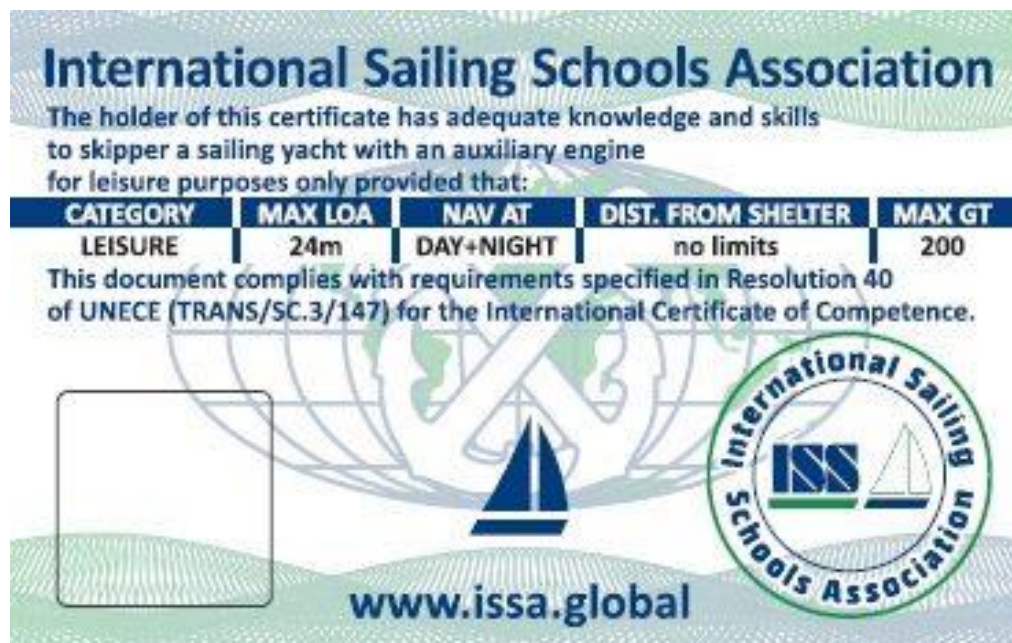 International Sailing Schools Association
The holder of this certificate has adequate knowledge and skills
to skipper a sailing yacht with an auxiliary engine
for leisure purposes only provided that:
CATEGORY MAX LOA NAV AT DIST. FROM SHELTER MAX GT
LEISURE 24m DAY+NIGHT no limits 200
This document complies with requirements specified in Resolution 40
of UNECE (TRANS/SC.3/147) for the International Certificate of Competence.
International Sailing
ISS
Schools Association
www.issa.global